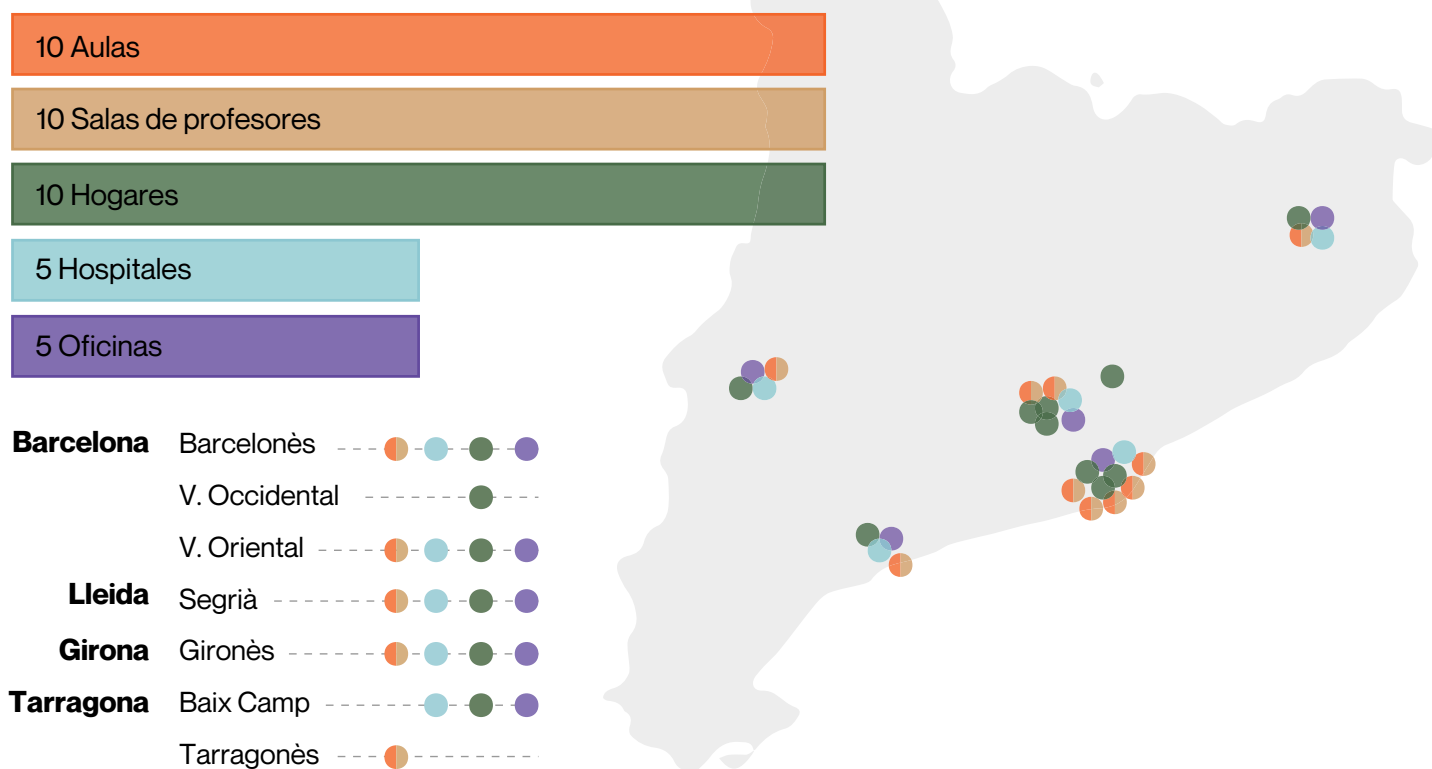 10 Aulas
10 Salas de profesores
10 Hogares
5 Hospitales
5 Oficinas
Barcelona Barcelonès
V. Occidental
V. Oriental
Lleida Segrià
Girona Gironès
Tarragona Baix Camp
Tarragonès